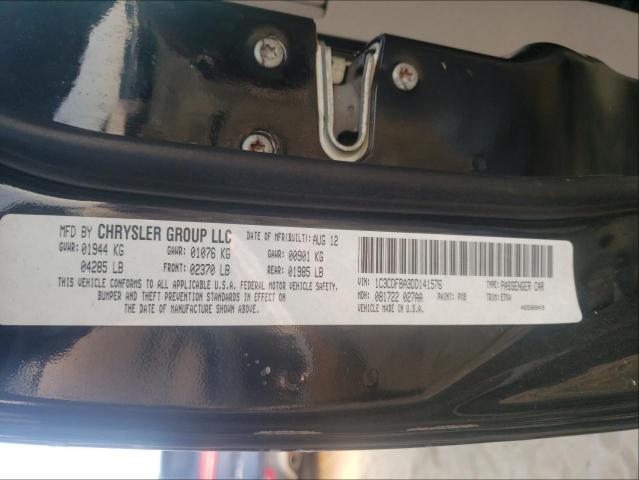 MFD BY CHRYSLER GROUP LLC DATE OF MFR(BUILT): AUG 12
GVWR: 01944 KG GAWR: 01076 KG GAWR: 00901 KG
04285 LB FRONT: 02370 LB REAR: 01985 LB
THIS VEHICLE CONFORMS TO ALL APPLICABLE U.S.A. FEDERAL MOTOR VEHICLE SAFETY,
BUMPER AND THEFT PREVENTION STANDARDS IN EFFECT ON THE
DATE OF MANUFACTURE SHOWN ABOVE.
VIN: 1C3CDFBA3DD141576 TYPE: PASSENGER CAR
MDH: 081722 027AA PAINT: PXB TRIM:
VEHICLE MADE IN U.S.A.